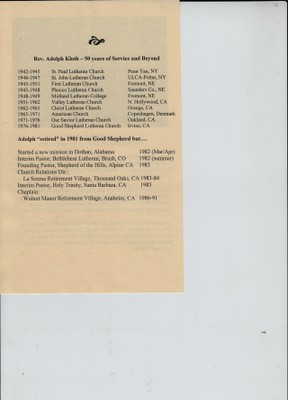 Rev. Adolph Kloth – 50 years of Service and Beyond
1942-1945 St. Paul Lutheran Church Penn Yan, NY
1946-1947 St. John Lutheran Church ULCA-Potter, NY
1945-1951 First Lutheran Church Fremont, NE
1945-1948 Phocco Lutheran Church Saunders Co., NE
1948-1949 Midland Lutheran College Fremont, NE
1951-1962 Valley Lutheran Church N. Hollywood, CA
1962-1965 Christ Lutheran Church Orange, CA
1965-1971 American Church Copenhagen, Denmark
1971-1976 Our Savior Lutheran Church Oakland, CA
1976-1981 Good Shepherd Lutheran Church Irvine, CA
Adolph "retired" in 1981 from Good Shepherd but....
Started a new mission in Dothan, Alabama 1982 (Mar/Apr)
Interim Pastor, Bethlehem Lutheran, Brush, CO 1982 (summer)
Founding Pastor, Shepherd of the Hills, Alpine CA 1983
Church Relations Dir.:
La Serena Retirement Village, Thousand Oaks, CA 1983-84
Interim Pastor, Holy Trinity, Santa Barbara, CA 1985
Chaplain:
Walnut Manor Retirement Village, Anaheim, CA 1986-91